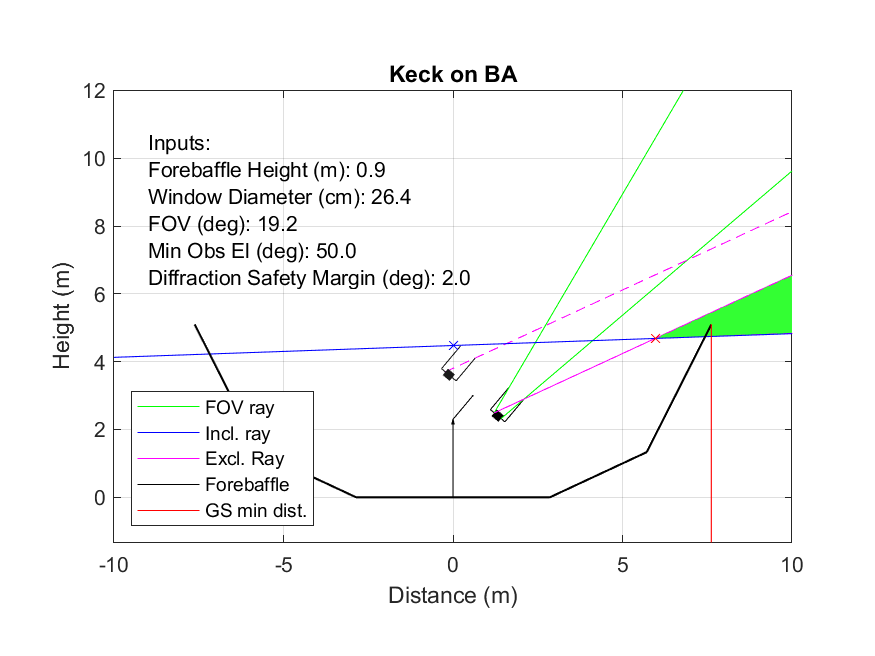 Keck on BA
12
10
8
6
4
2
0
Height (m)
Inputs:
Forebaffle Height (m): 0.9
Window Diameter (cm): 26.4
FOV (deg): 19.2
Min Obs El (deg): 50.0
Diffraction Safety Margin (deg): 2.0
FOV ray
Incl. ray
Excl. Ray
Forebaffle
GS min dist.
-10
-5
0
5
10
Distance (m)